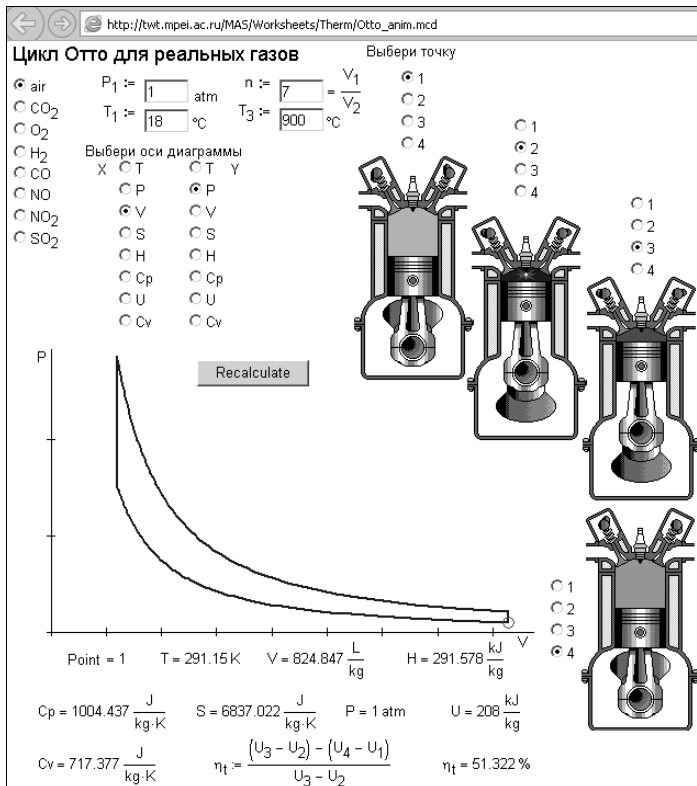 http://twt.mpei.ac.ru/MAS/Worksheets/Therm/Otto_anim.mcd
Цикл Отто для реальных газов
Выбери точку
air
CO2
O2
H2
CO
NO
NO2
SO2
P1 := 1 atm
n := 7 = V1/V2
T1 := 18 °C
T3 := 900 °C
1
2
3
4
1
2
3
4
1
2
3
4
Выбери оси диаграммы
X T T Y
P P
V V
S S
H H
Cp Cp
U U
Cv Cv
Recalculate
P
V
1
2
3
4
Point = 1 T = 291.15 K V = 824.847 L/kg H = 291.578 kJ/kg
Cp = 1004.437 J/kg·K S = 6837.022 J/kg·K P = 1 atm U = 208 kJ/kg
Cv = 717.377 J/kg·K ηt := (U3 − U2) − (U4 − U1)/U3 − U2 ηt = 51.322 %